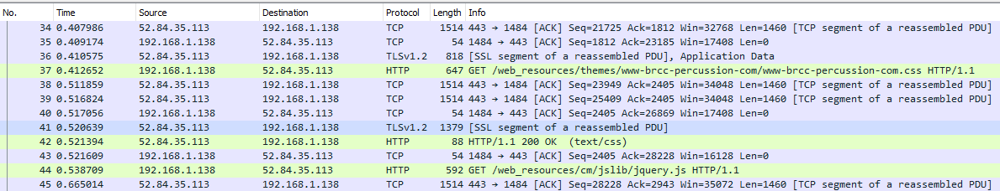 No. Time Source Destination Protocol Length Info
34 0.407986 52.84.35.113 192.168.1.138 TCP 1514 443 → 1484 [ACK] Seq=21725 Ack=1812 Win=32768 Len=1460 [TCP segment of a reassembled PDU]
35 0.409174 192.168.1.138 52.84.35.113 TCP 54 1484 → 443 [ACK] Seq=1812 Ack=23185 Win=17408 Len=0
36 0.410575 52.84.35.113 192.168.1.138 TLSv1.2 818 [SSL segment of a reassembled PDU], Application Data
37 0.412652 192.168.1.138 52.84.35.113 HTTP 647 GET /web_resources/themes/www-brcc-percussion-com/www-brcc-percussion-com.css HTTP/1.1
38 0.511859 52.84.35.113 192.168.1.138 TCP 1514 443 → 1484 [ACK] Seq=23949 Ack=2405 Win=34048 Len=1460 [TCP segment of a reassembled PDU]
39 0.516824 52.84.35.113 192.168.1.138 TCP 1514 443 → 1484 [ACK] Seq=25409 Ack=2405 Win=34048 Len=1460 [TCP segment of a reassembled PDU]
40 0.517056 192.168.1.138 52.84.35.113 TCP 54 1484 → 443 [ACK] Seq=2405 Ack=26869 Win=17408 Len=0
41 0.520639 52.84.35.113 192.168.1.138 TLSv1.2 1379 [SSL segment of a reassembled PDU]
42 0.521394 52.84.35.113 192.168.1.138 HTTP 88 HTTP/1.1 200 OK (text/css)
43 0.521609 192.168.1.138 52.84.35.113 TCP 54 1484 → 443 [ACK] Seq=2405 Ack=28228 Win=16128 Len=0
44 0.538709 192.168.1.138 52.84.35.113 HTTP 592 GET /web_resources/cm/jslib/jquery.js HTTP/1.1
45 0.665014 52.84.35.113 192.168.1.138 TCP 1514 443 → 1484 [ACK] Seq=28228 Ack=2943 Win=35072 Len=1460 [TCP segment of a reassembled PDU]